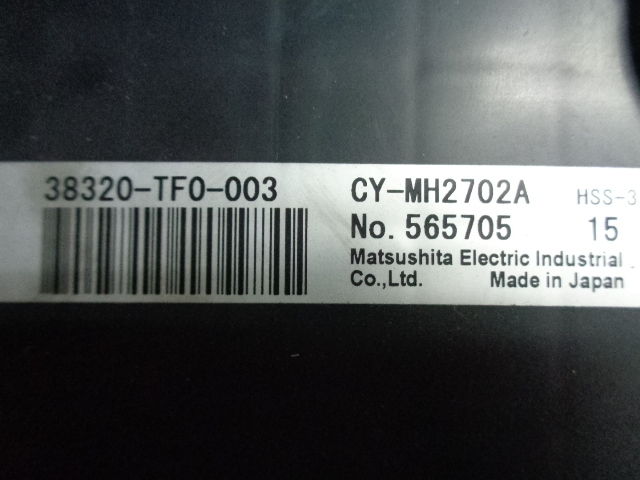 38320-TF0-003
CY-MH2702A HSS-3
No. 565705 15
Matsushita Electric Industrial
Co.,Ltd. Made in Japan